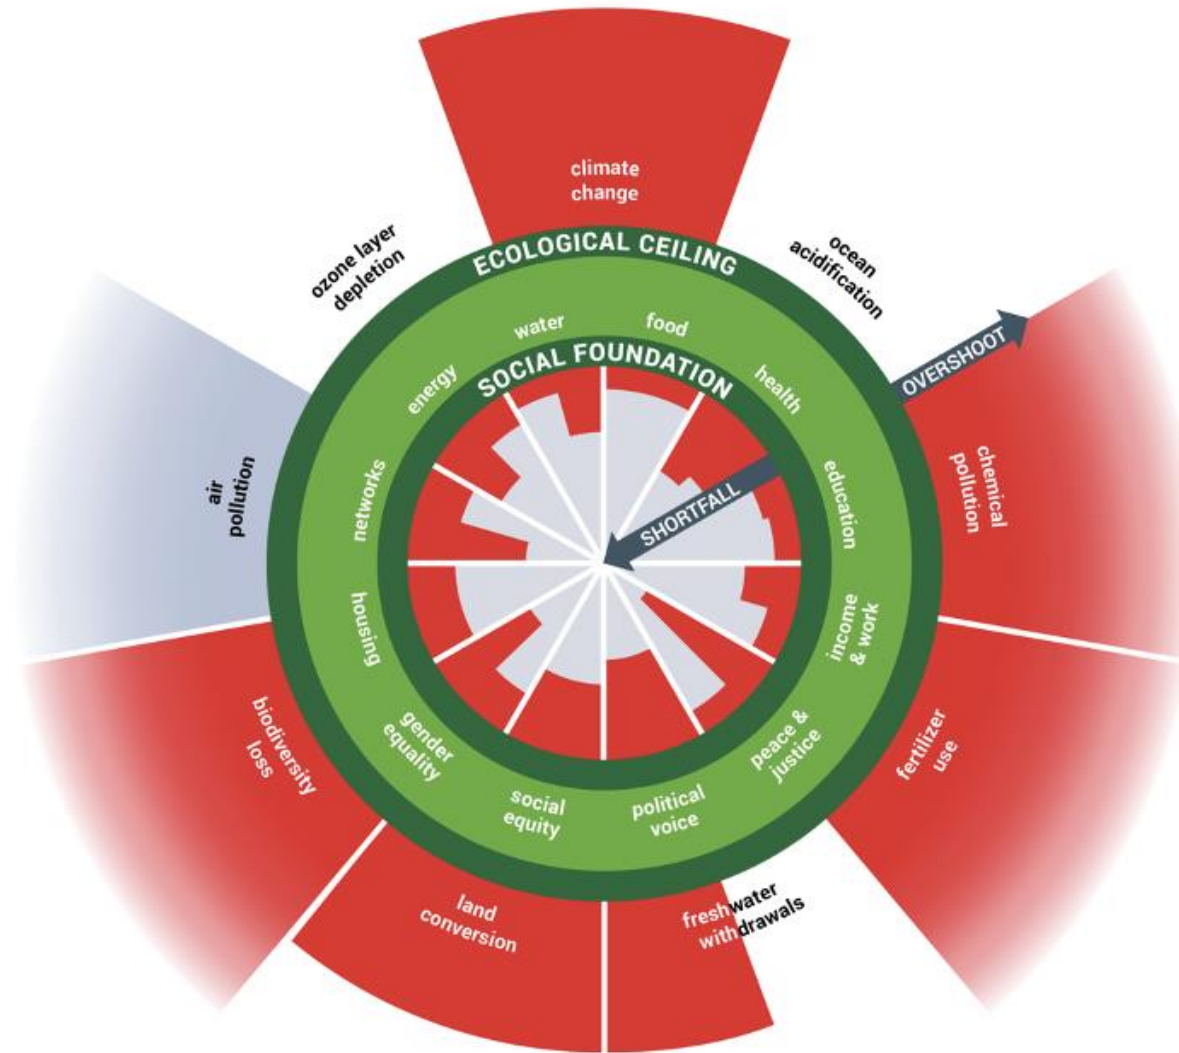 climate
change
ozone layer
depletion
ocean
acidification
ECOLOGICAL CEILING
water
food
energy
health
SOCIAL FOUNDATION
OVERSHOOT
air
pollution
networks
SHORTFALL
education
chemical
pollution
housing
income
& work
biodiversity
loss
gender
equality
peace &
justice
fertilizer
use
social
equity
political
voice
land
conversion
freshwater
withdrawals